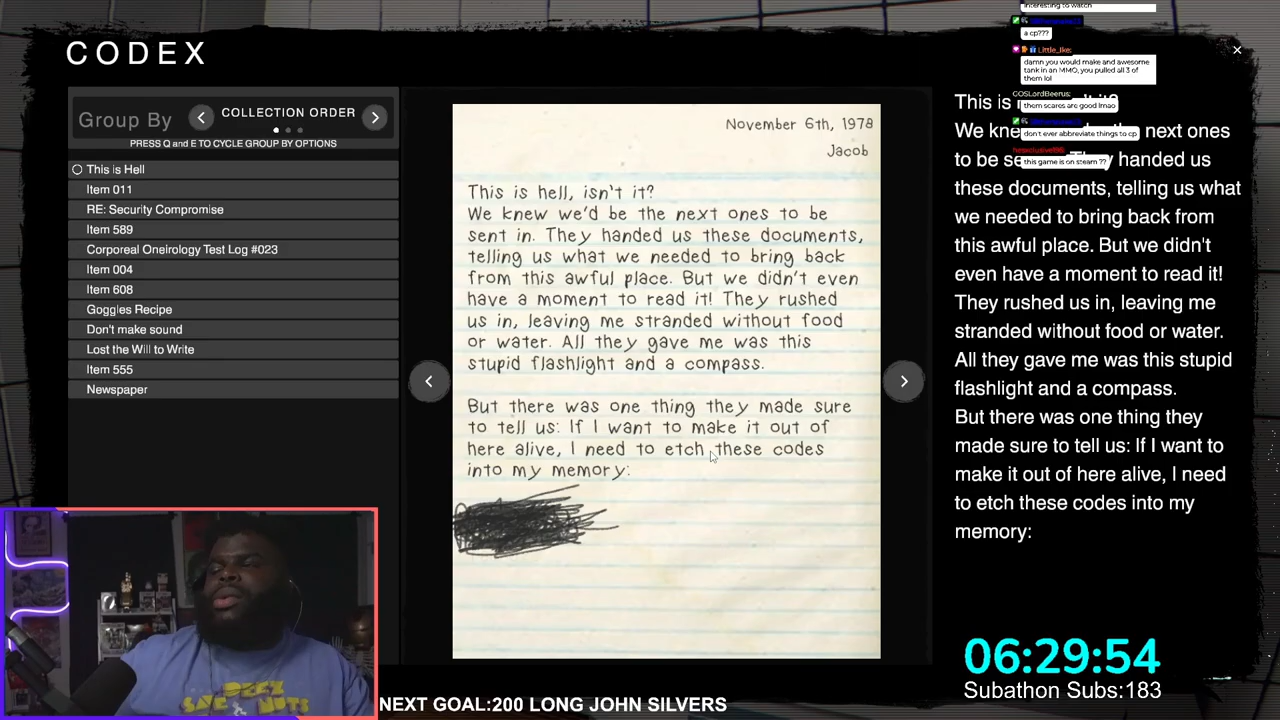 CODEX
Group By
COLLECTION ORDER
PRESS Q and E TO CYCLE GROUP BY OPTIONS
This is Hell
Item 011
RE: Security Compromise
Item 589
Corporeal Oneirology Test Log #023
Item 004
Item 608
Goggles Recipe
Don't make sound
Lost the Will to Write
Item 555
Newspaper
November 6th, 1978
Jacob
This is hell, isn't it?
We knew we'd be the next ones to be
sent in. They handed us these documents,
telling us what we needed to bring back
from this awful place. But we didn't even
have a moment to read it! They rushed
us in, leaving me stranded without food
or water. All they gave me was this
stupid flashlight and a compass.
But there was one thing they made sure
to tell us: If I want to make it out of
here alive, I need to etch these codes
into my memory:
interesting to watch
a cp???
Little_Ike:
damn you would make and awesome
tank in an MMO, you pulled all 3 of
them lol
GOSLordBeerus:
them scares are good lmao
don't ever abbreviate things to cp
this game is on steam ??
This is
We kne next ones
to be se handed us
these documents, telling us what
we needed to bring back from
this awful place. But we didn't
even have a moment to read it!
They rushed us in, leaving me
stranded without food or water.
All they gave me was this stupid
flashlight and a compass.
But there was one thing they
made sure to tell us: If I want to
make it out of here alive, I need
to etch these codes into my
memory:
06:29:54
Subathon Subs:183
NEXT GOAL:200 LONG JOHN SILVERS